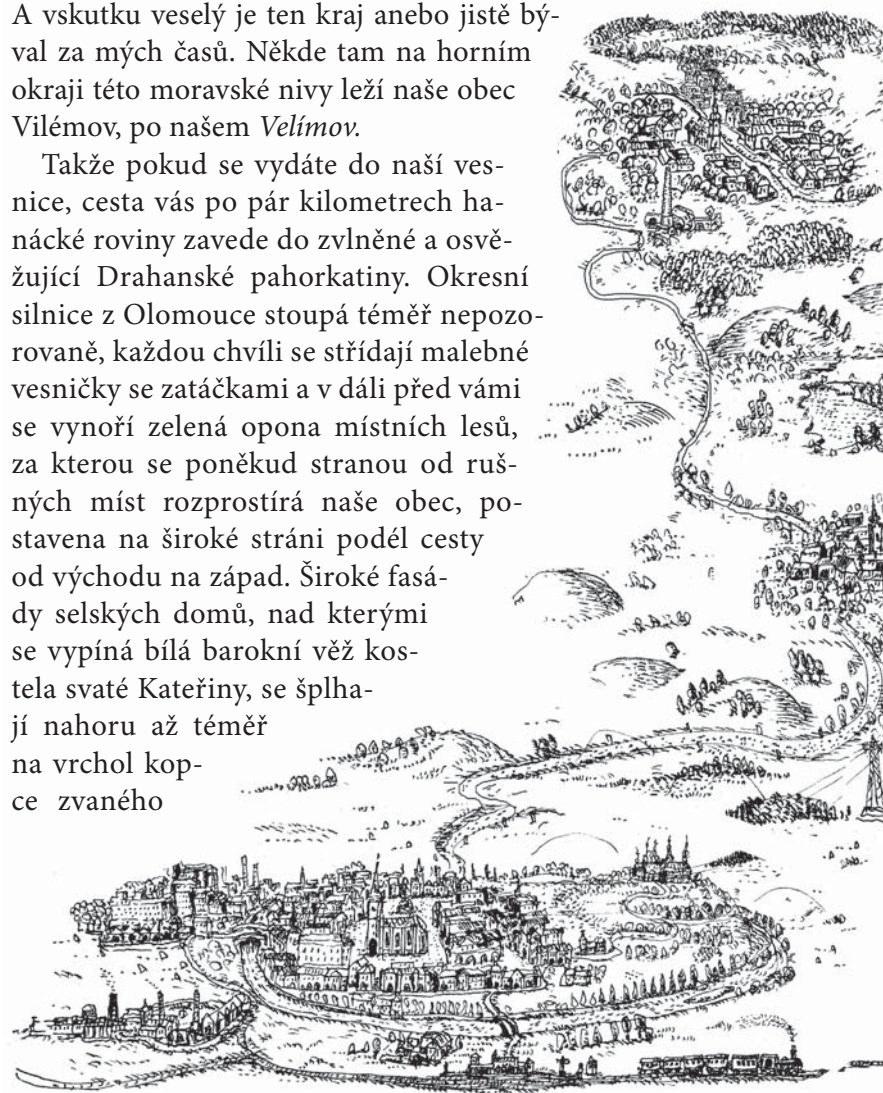 A vskutku veselý je ten kraj anebo jistě bý-
val za mých časů. Někde tam na horním
okraji této moravské nivy leží naše obec
Vilémov, po našem Velímov.
Takže pokud se vydáte do naší ves-
nice, cesta vás po pár kilometrech ha-
nácké roviny zavede do zvlněné a osvě-
žující Drahanské pahorkatiny. Okresní
silnice z Olomouce stoupá téměř nepozo-
rovaně, každou chvíli se střídají malebné
vesničky se zatáčkami a v dáli před vámi
se vynoří zelená opona místních lesů,
za kterou se poněkud stranou od ruš-
ných míst rozprostírá naše obec, po-
stavena na široké stráni podél cesty
od východu na západ. Široké fasá-
dy selských domů, nad kterými
se vypíná bílá barokní věž kos-
tela svaté Kateřiny, se šplha-
jí nahoru až téměř
na vrchol kop-
ce zvaného